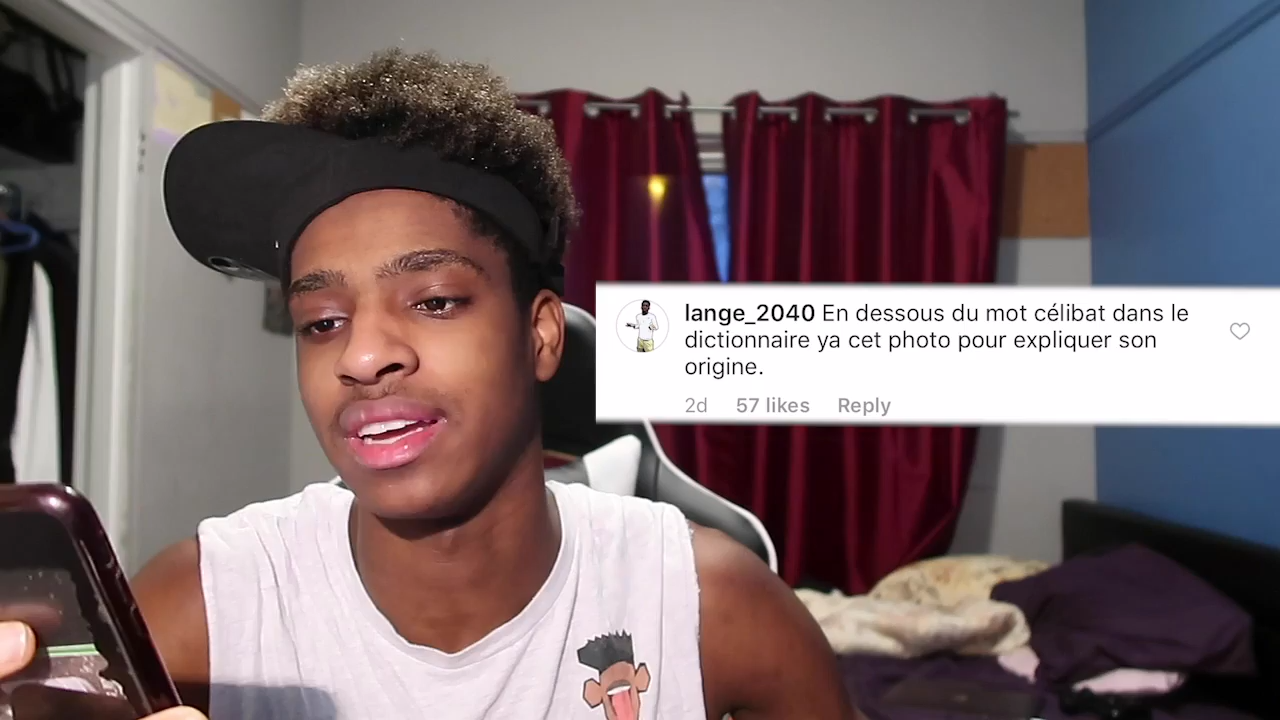 lange_2040 En dessous du mot célibat dans le
dictionnaire ya cet photo pour expliquer son
origine.
2d 57 likes Reply